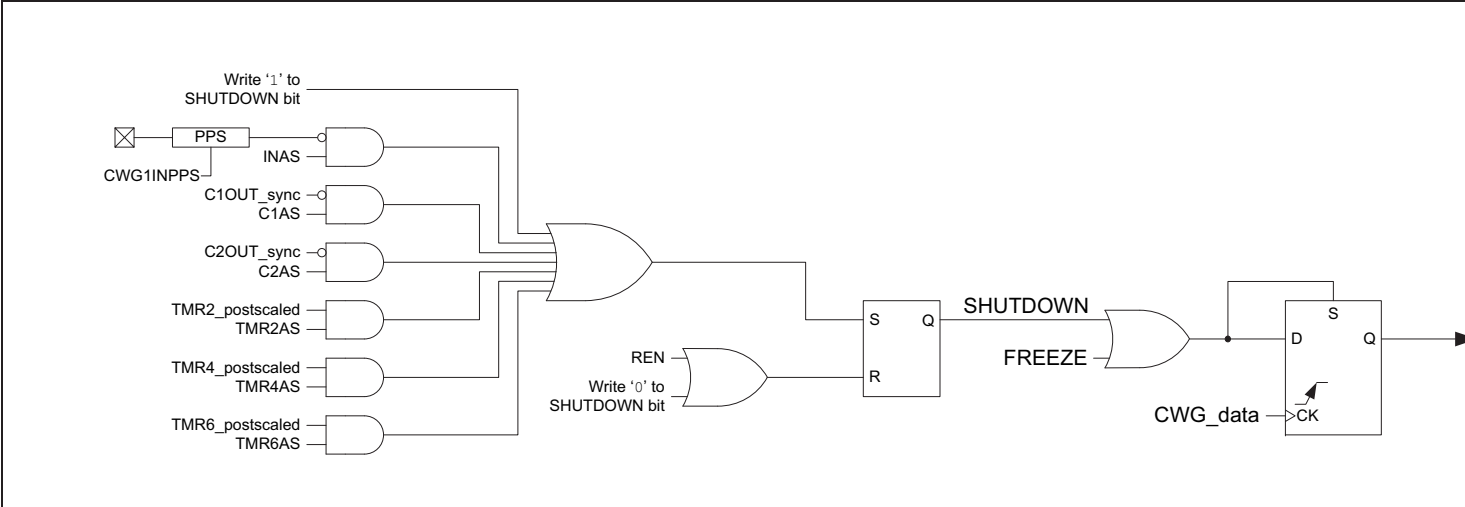 Write ‘1’ to
SHUTDOWN bit
PPS
INAS
CWG1INPPS
C1OUT_sync
C1AS
C2OUT_sync
C2AS
TMR2_postscaled
TMR2AS
TMR4_postscaled
TMR4AS
TMR6_postscaled
TMR6AS
REN
Write ‘0’ to
SHUTDOWN bit
S
Q
R
SHUTDOWN
FREEZE
S
D
Q
CWG_data
CK